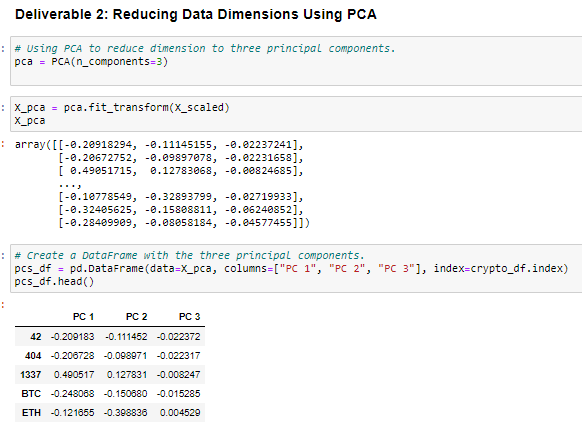 Deliverable 2: Reducing Data Dimensions Using PCA
: # Using PCA to reduce dimension to three principal components.
pca = PCA(n_components=3)
: X_pca = pca.fit_transform(X_scaled)
X_pca
: array([[-0.20918294, -0.11145155, -0.02237241],
[-0.20672752, -0.09897078, -0.02231658],
[ 0.49051715, 0.12783068, -0.00824685],
...,
[-0.10778549, -0.32893799, -0.02719933],
[-0.32405625, -0.15808811, -0.06240852],
[-0.28409909, -0.08058184, -0.04577455]])
: # Create a DataFrame with the three principal components.
pcs_df = pd.DataFrame(data=X_pca, columns=["PC 1", "PC 2", "PC 3"], index=crypto_df.index)
pcs_df.head()
:
PC 1 PC 2 PC 3
42 -0.209183 -0.111452 -0.022372
404 -0.206728 -0.098971 -0.022317
1337 0.490517 0.127831 -0.008247
BTC -0.248068 -0.150680 -0.015285
ETH -0.121655 -0.398836 0.004529